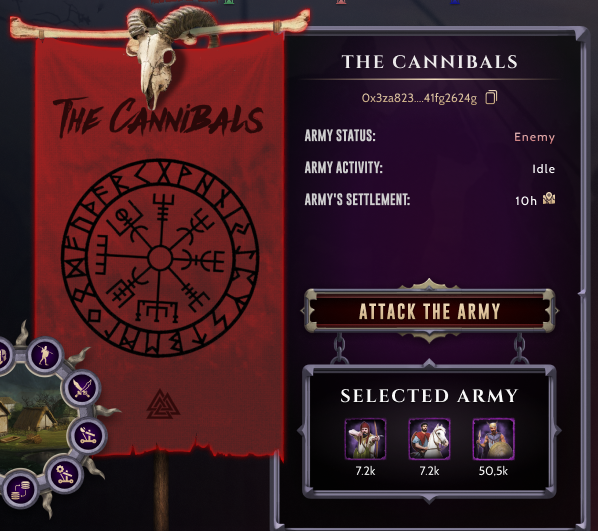 THE CANNIBALS
THE CANNIBALS
0x3za823....41fg2624g
ARMY STATUS: Enemy
ARMY ACTIVITY: Idle
ARMY'S SETTLEMENT: 10h
ATTACK THE ARMY
SELECTED ARMY
7.2k 7.2k 50,5k